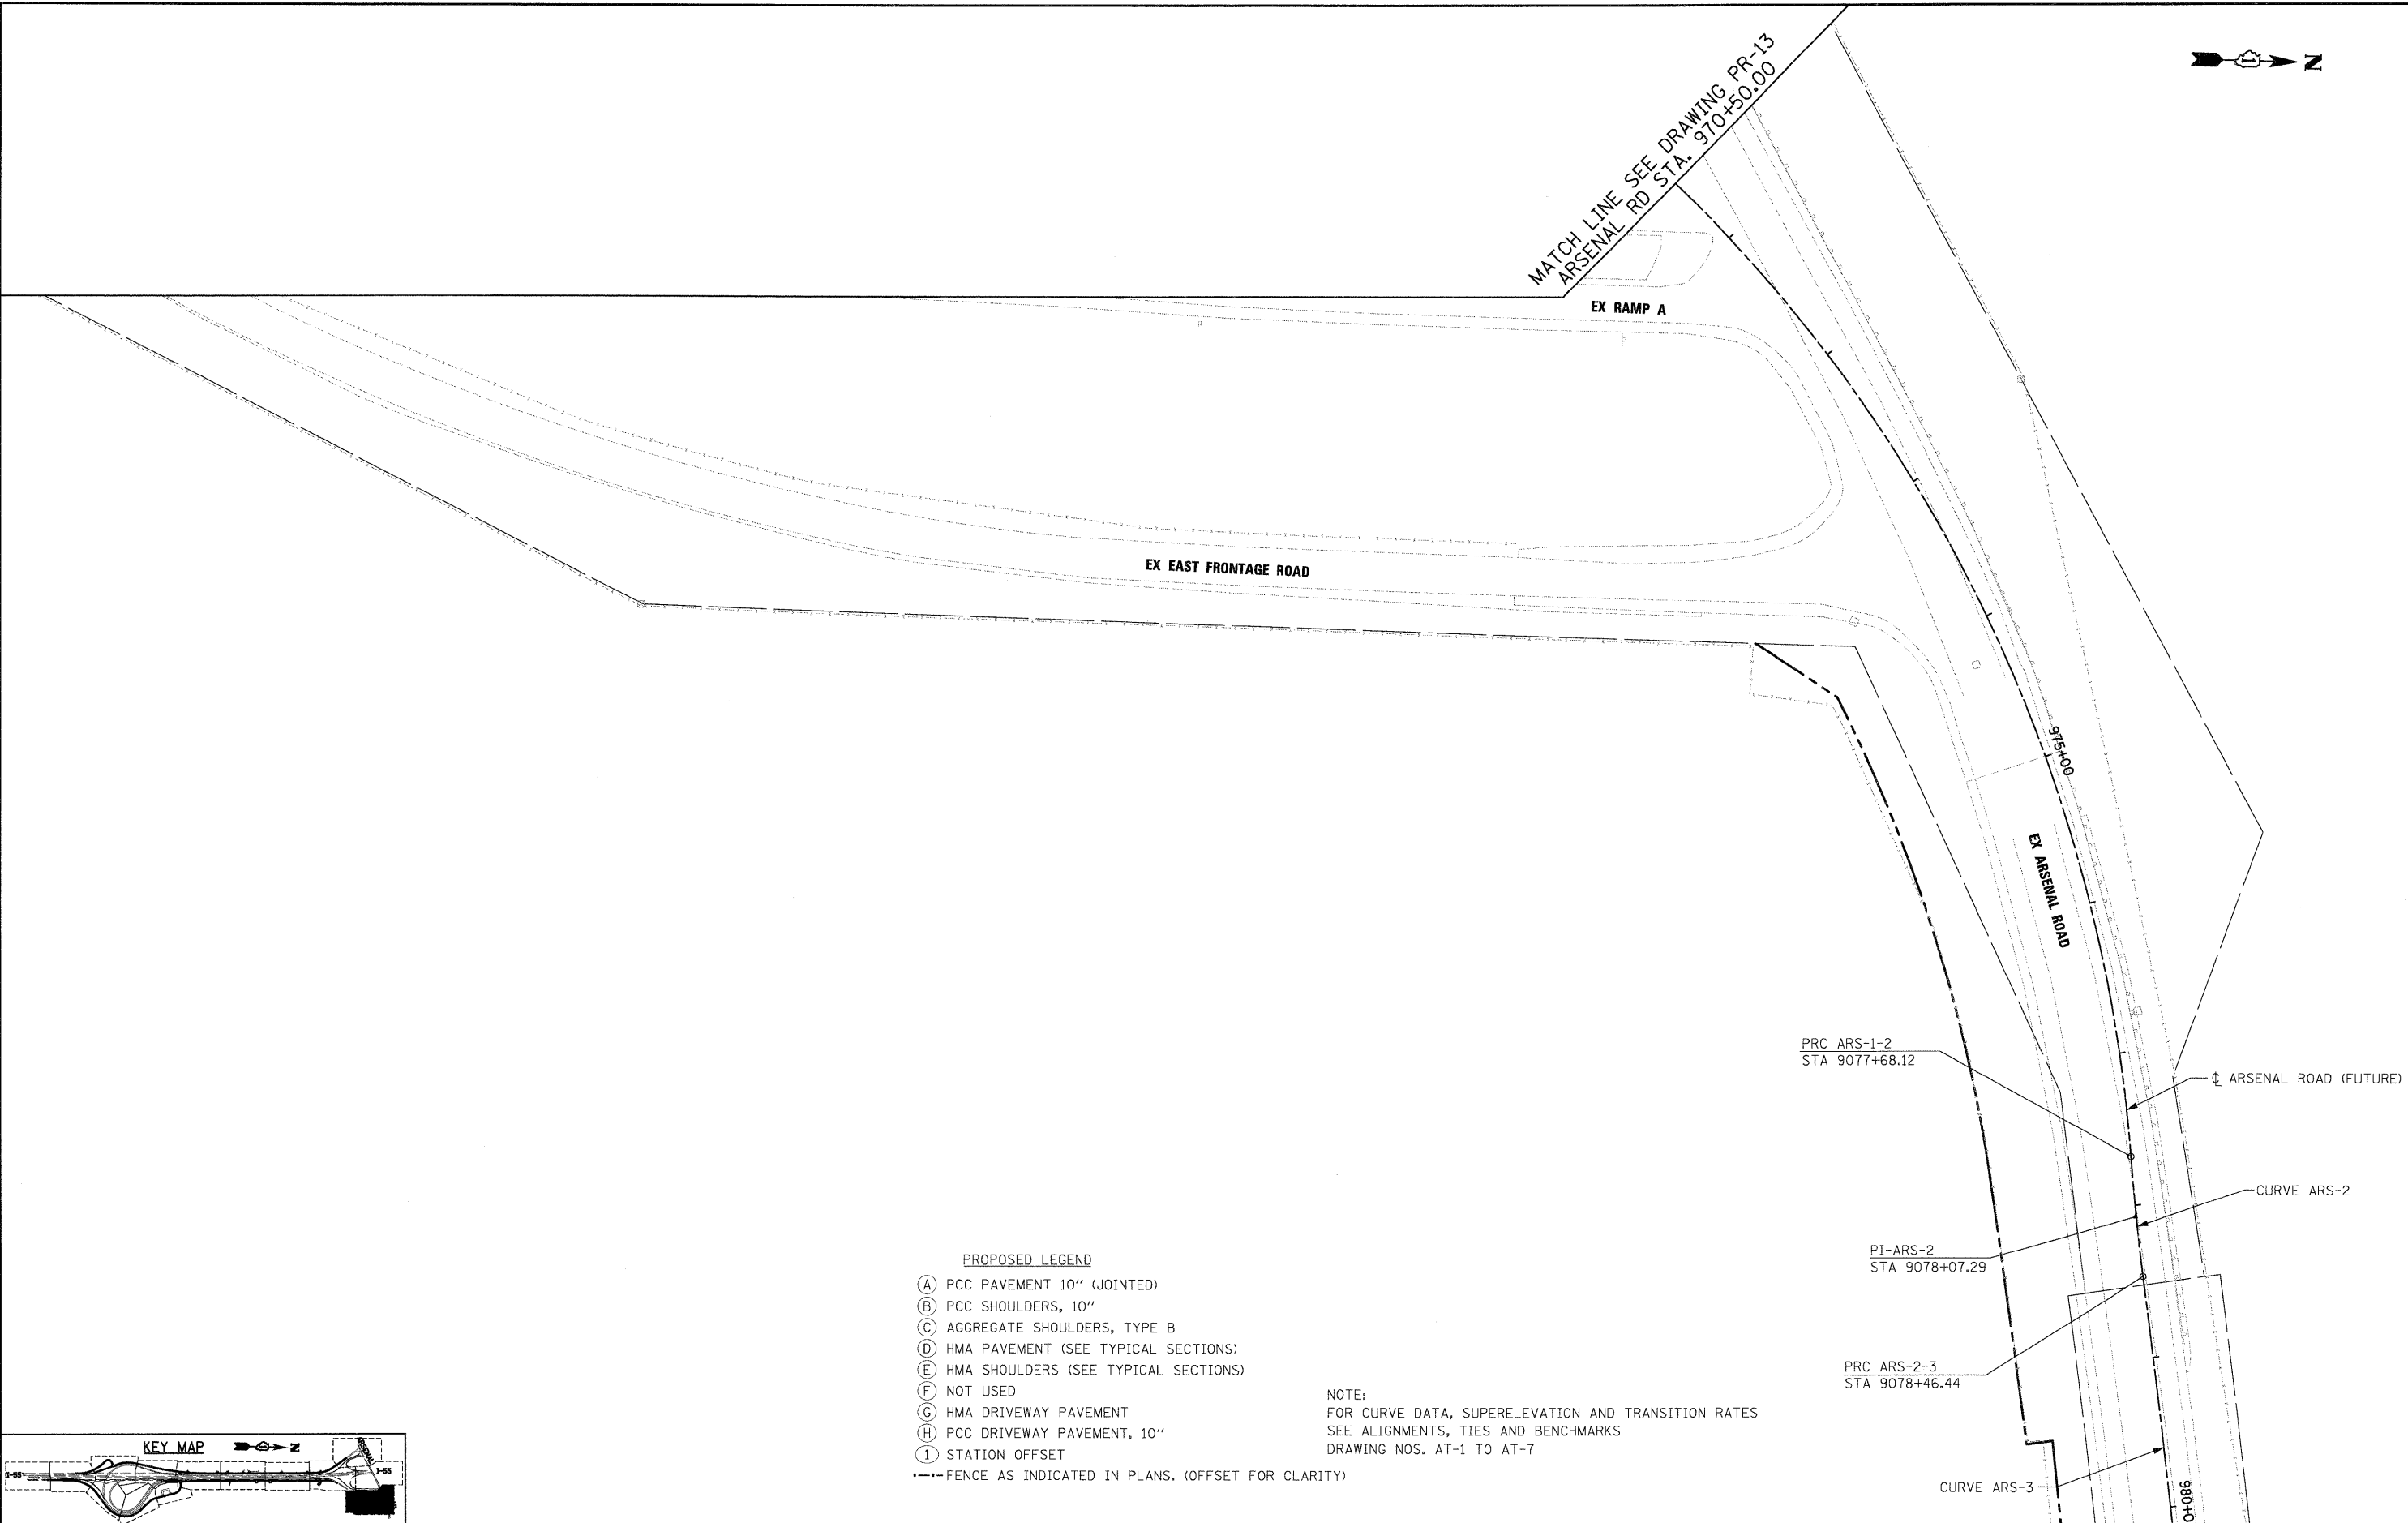 N
MATCH LINE SEE DRAWING PR-13
ARSENAL RD STA. 970+50.00
EX RAMP A
EX EAST FRONTAGE ROAD
975+00
EX ARSENAL ROAD
PRC ARS-1-2
STA 9077+68.12
℄ ARSENAL ROAD (FUTURE)
CURVE ARS-2
PI-ARS-2
STA 9078+07.29
PRC ARS-2-3
STA 9078+46.44
CURVE ARS-3
980+0
PROPOSED LEGEND
A PCC PAVEMENT 10" (JOINTED)
B PCC SHOULDERS, 10"
C AGGREGATE SHOULDERS, TYPE B
D HMA PAVEMENT (SEE TYPICAL SECTIONS)
E HMA SHOULDERS (SEE TYPICAL SECTIONS)
F NOT USED
G HMA DRIVEWAY PAVEMENT
H PCC DRIVEWAY PAVEMENT, 10"
1 STATION OFFSET
FENCE AS INDICATED IN PLANS. (OFFSET FOR CLARITY)
NOTE:
FOR CURVE DATA, SUPERELEVATION AND TRANSITION RATES
SEE ALIGNMENTS, TIES AND BENCHMARKS
DRAWING NOS. AT-1 TO AT-7
KEY MAP
N
I-55
ARSENAL
I-55